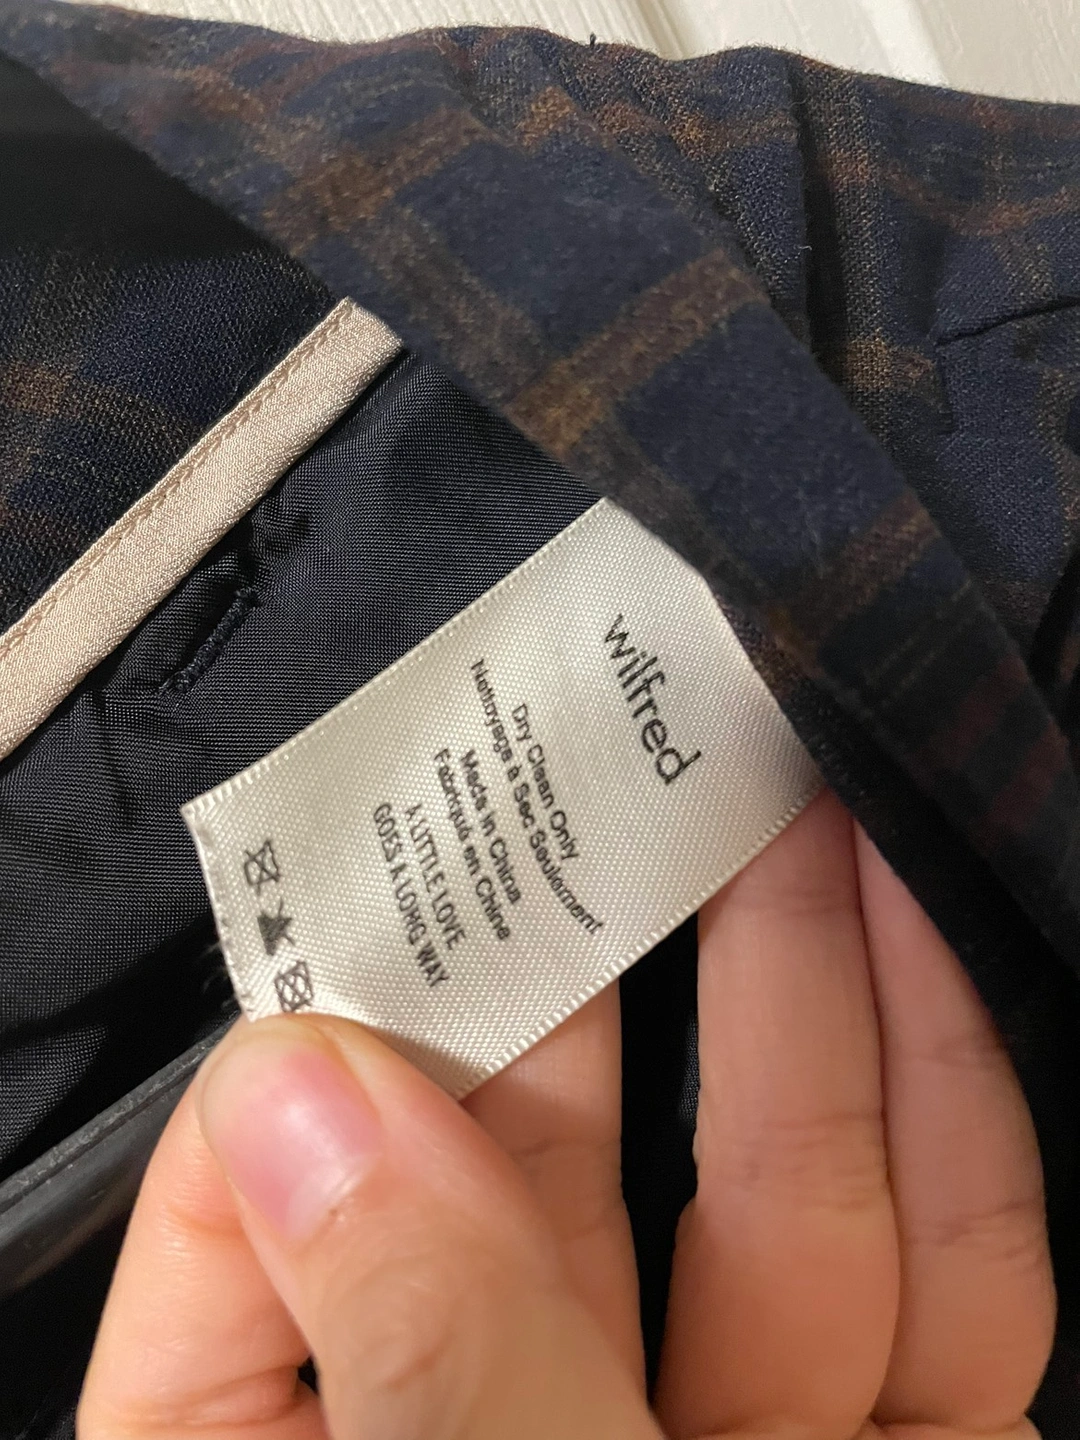 wilfred
Dry Clean Only
Nettoyage à Sec Seulement
Made in China
Fabriqué en Chine
A LITTLE LOVE
GOES A LONG WAY